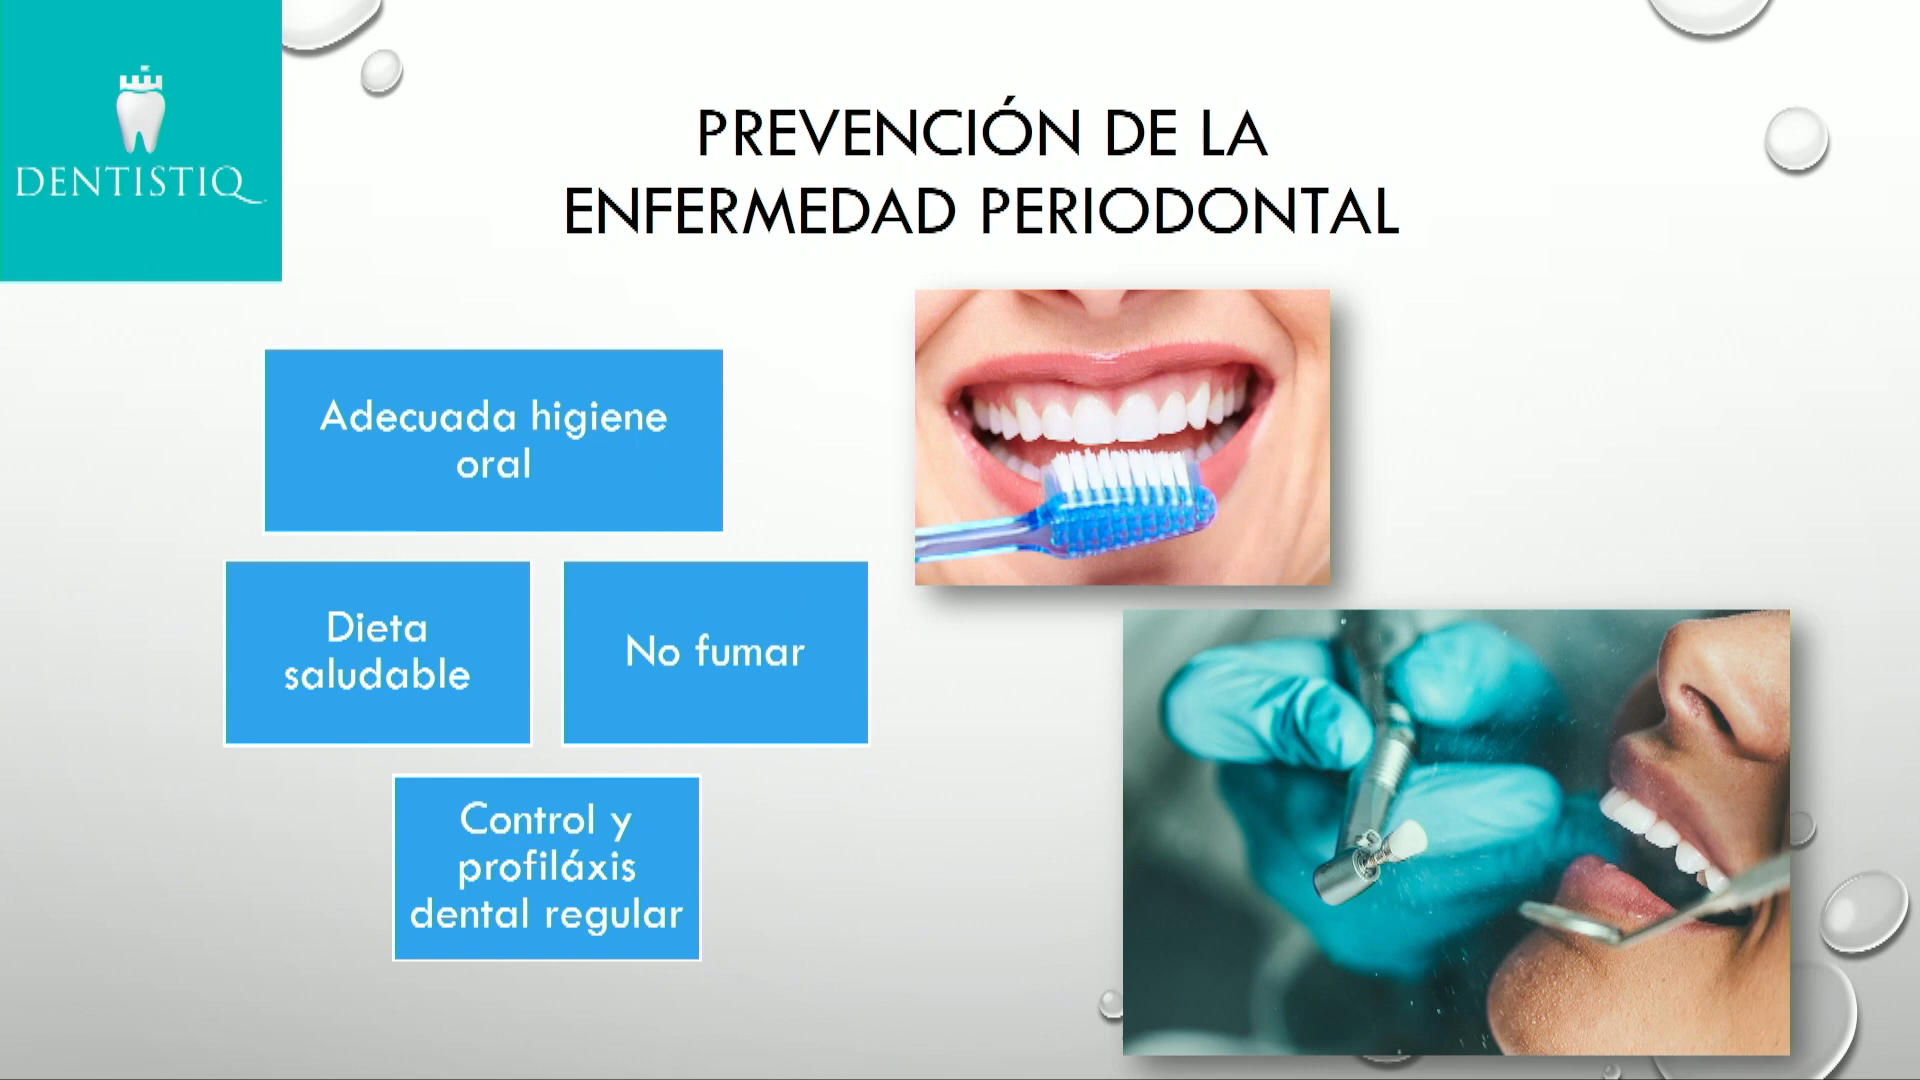 DENTISTIQ
PREVENCIÓN DE LA
ENFERMEDAD PERIODONTAL
Adecuada higiene
oral
Dieta
saludable
No fumar
Control y
profiláxis
dental regular